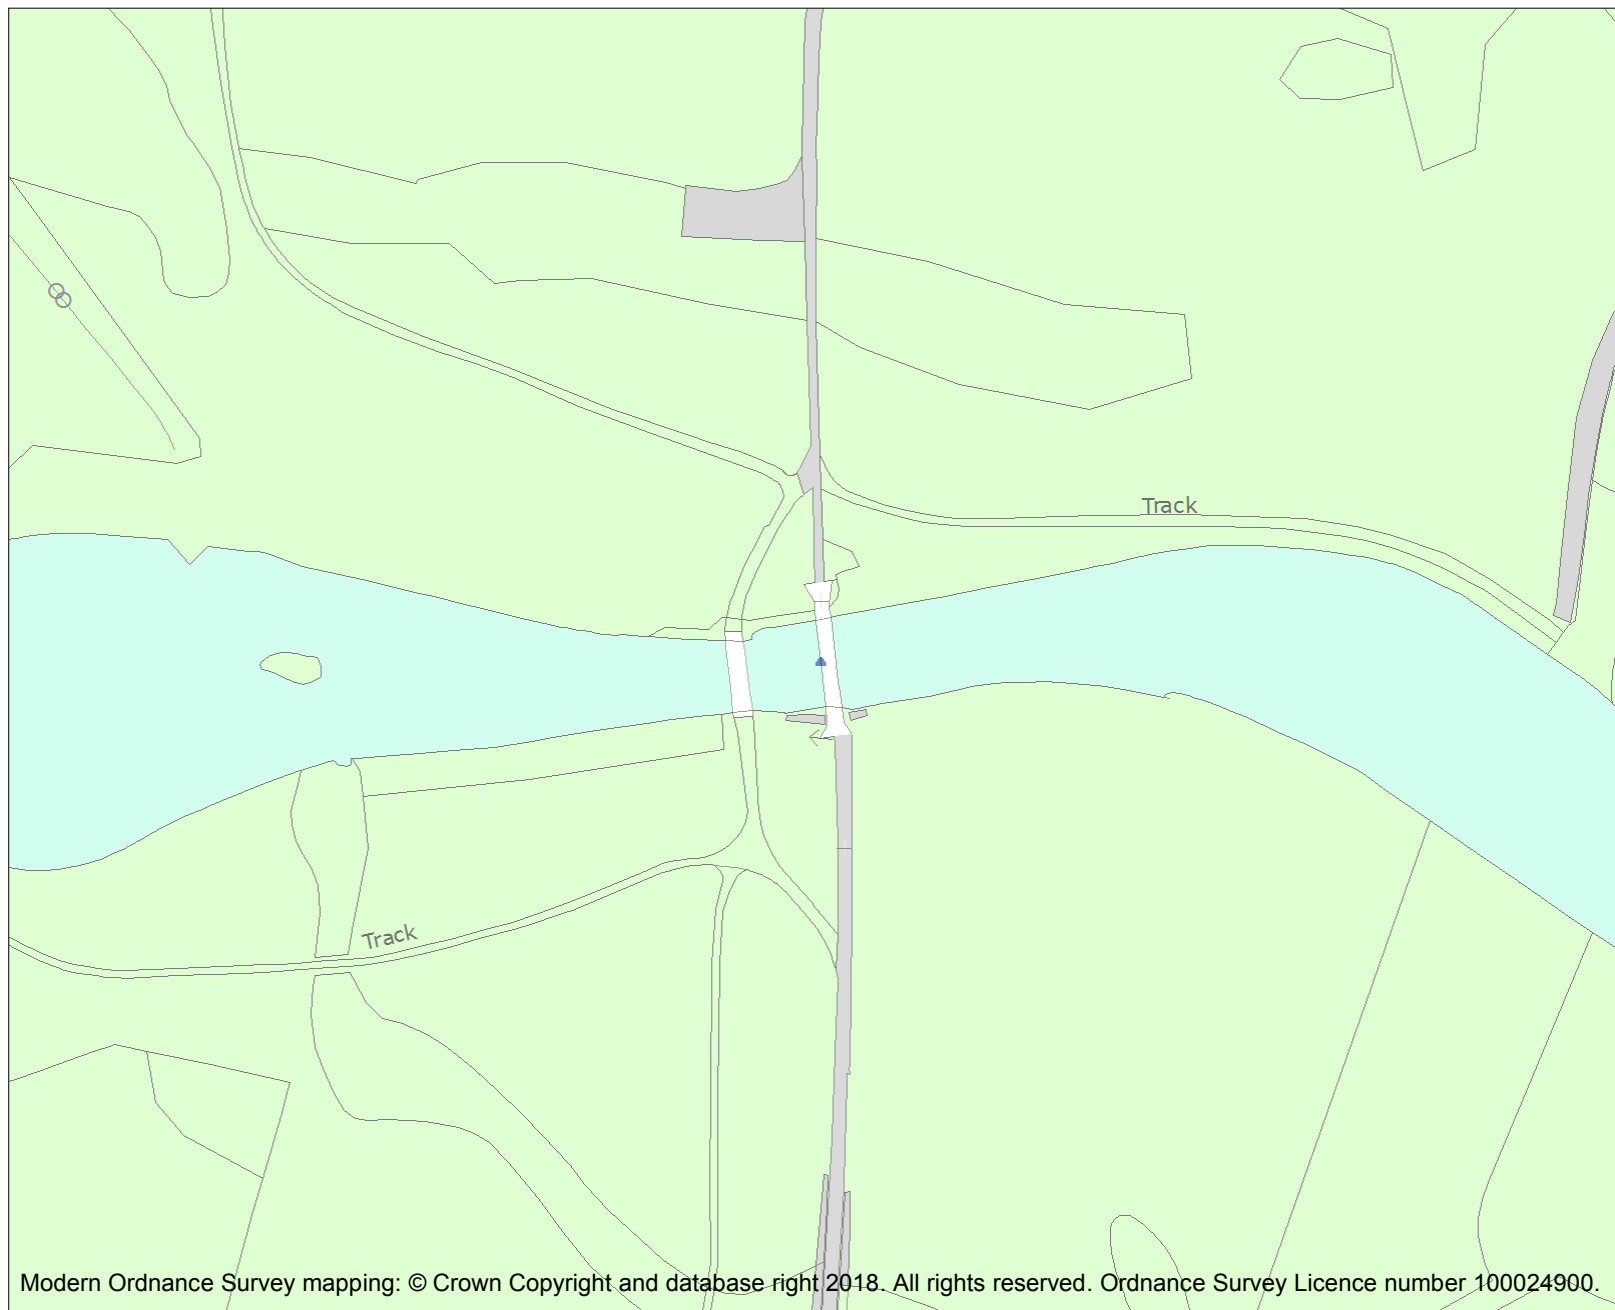 Track
Track
Modern Ordnance Survey mapping: © Crown Copyright and database right 2018. All rights reserved. Ordnance Survey Licence number 100024900.